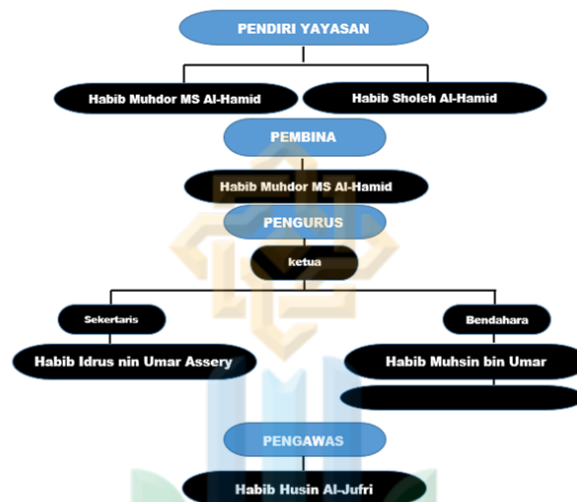 PENDIRI YAYASAN
Habib Muhdor MS Al-Hamid
Habib Sholeh Al-Hamid
PEMBINA
Habib Muhdor MS Al-Hamid
PENGURUS
ketua
Sekertaris
Bendahara
Habib Idrus nin Umar Assery
Habib Muhsin bin Umar
PENGAWAS
Habib Husin Al-Jufri